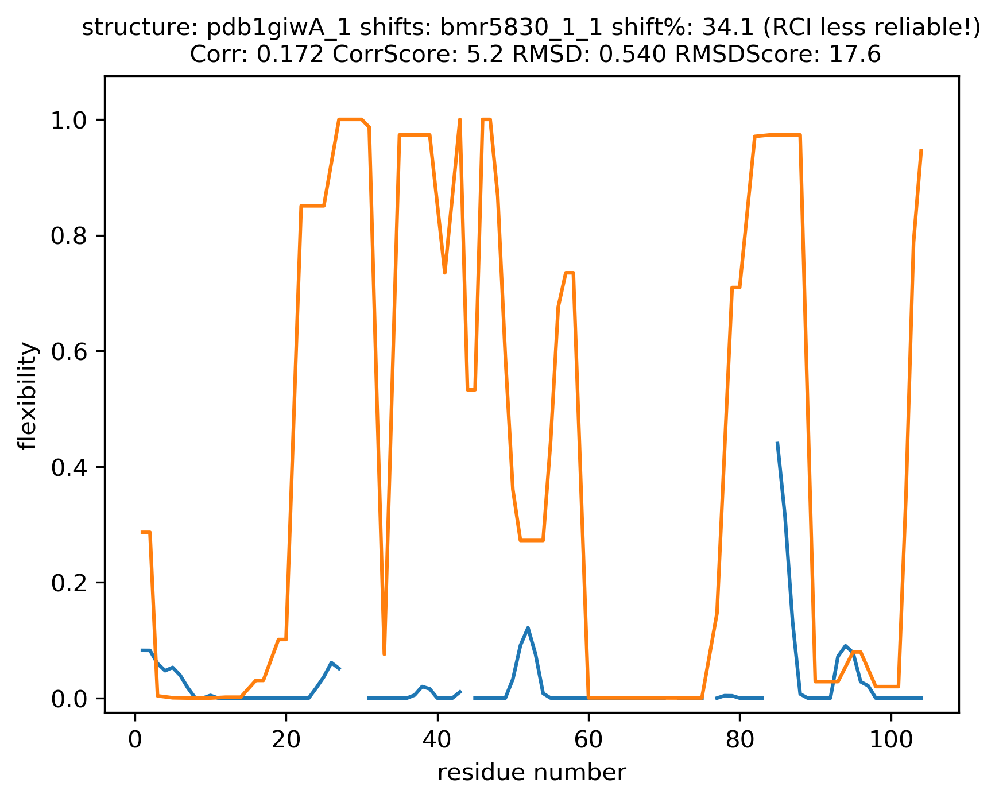 structure: pdb1giwA_1 shifts: bmr5830_1_1 shift%: 34.1 (RCI less reliable!)
Corr: 0.172 CorrScore: 5.2 RMSD: 0.540 RMSDScore: 17.6
1.0
0.8
0.6
0.4
0.2
0.0
flexibility
0 20 40 60 80 100
residue number